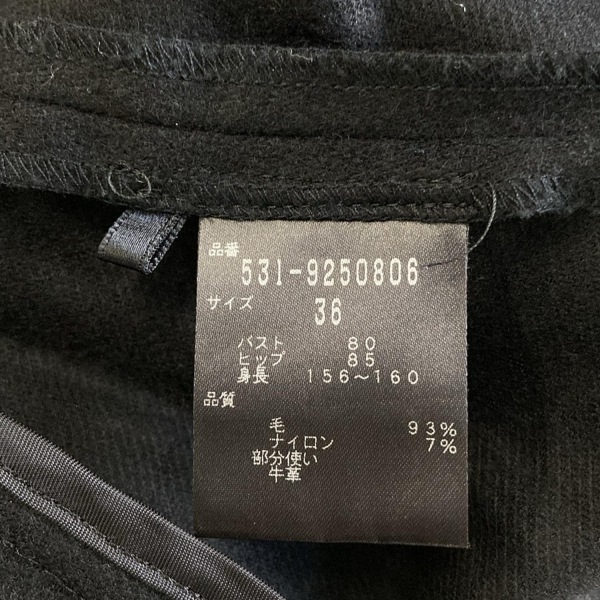 品番
531-9250806
サイズ
36
バスト 80
ヒップ 85
身長 156～160
品質
毛 93%
ナイロン 7%
部分使い
牛革